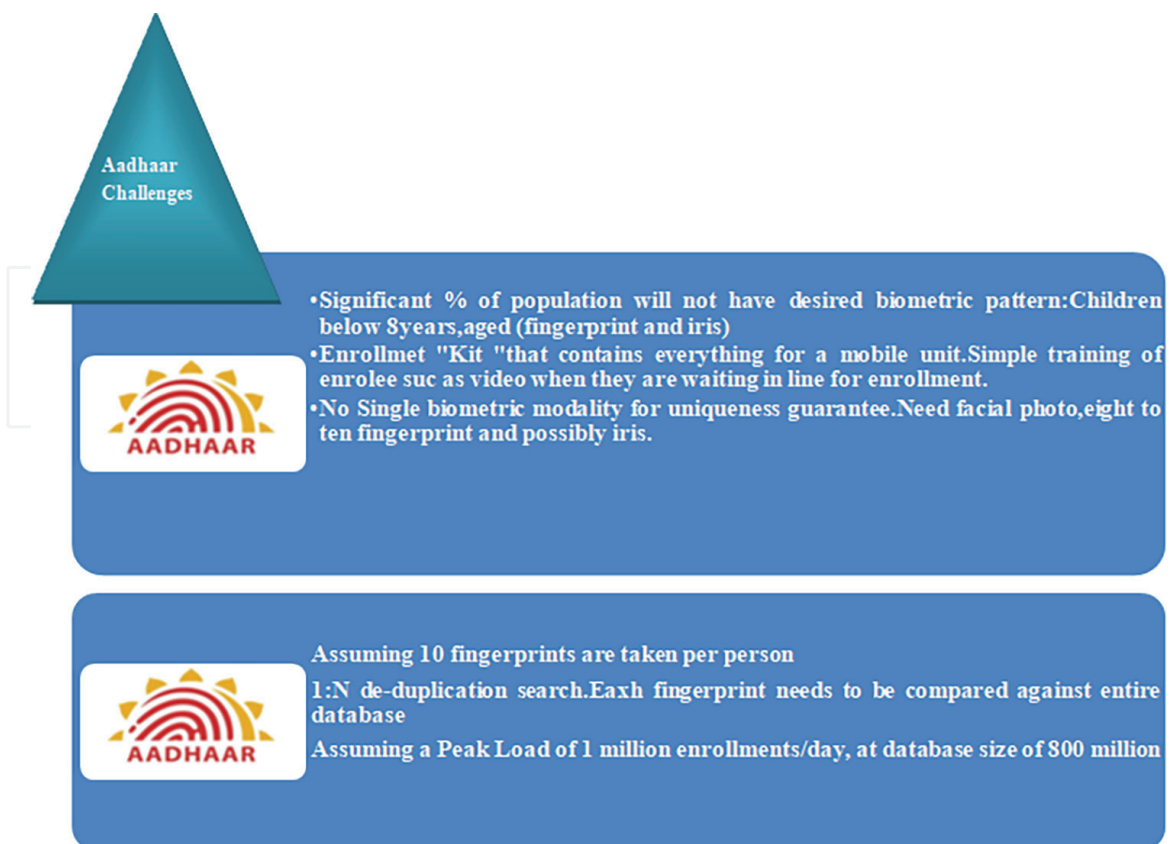 Aadhaar
Challenges
•Significant % of population will not have desired biometric pattern:Children
below 8years,aged (fingerprint and iris)
•Enrollmet "Kit "that contains everything for a mobile unit.Simple training of
enrolee suc as video when they are waiting in line for enrollment.
•No Single biometric modality for uniqueness guarantee.Need facial photo,eight to
ten fingerprint and possibly iris.
AADHAAR
Assuming 10 fingerprints are taken per person
1:N de-duplication search.Eaxh fingerprint needs to be compared against entire
database
Assuming a Peak Load of 1 million enrollments/day, at database size of 800 million
AADHAAR